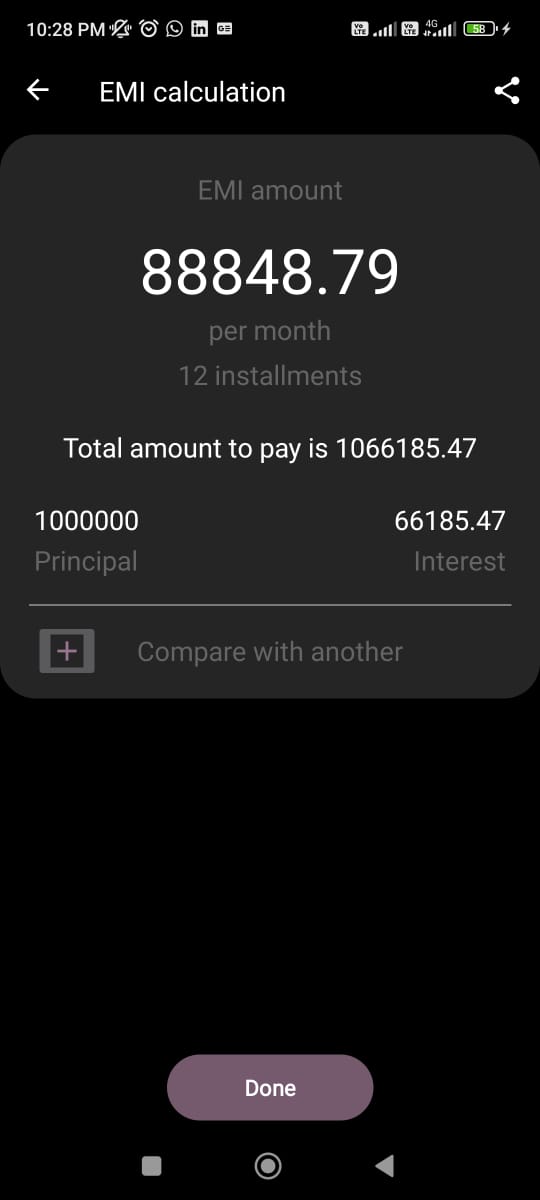 10:28 PM
4G
58
EMI calculation
EMI amount
88848.79
per month
12 installments
Total amount to pay is 1066185.47
1000000 66185.47
Principal Interest
+ Compare with another
Done